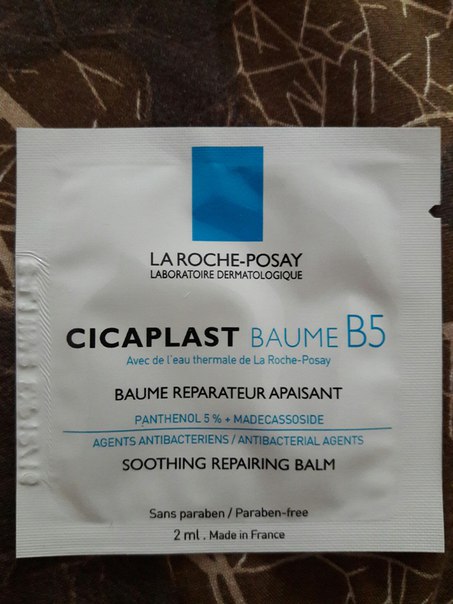 LA ROCHE-POSAY
LABORATOIRE DERMATOLOGIQUE
CICAPLAST BAUME B5
Avec de l'eau thermale de La Roche-Posay
BAUME REPARATEUR APAISANT
PANTHENOL 5 % + MADECASSOSIDE
AGENTS ANTIBACTERIENS / ANTIBACTERIAL AGENTS
SOOTHING REPAIRING BALM
Sans paraben / Paraben-free
2 ml . Made in France